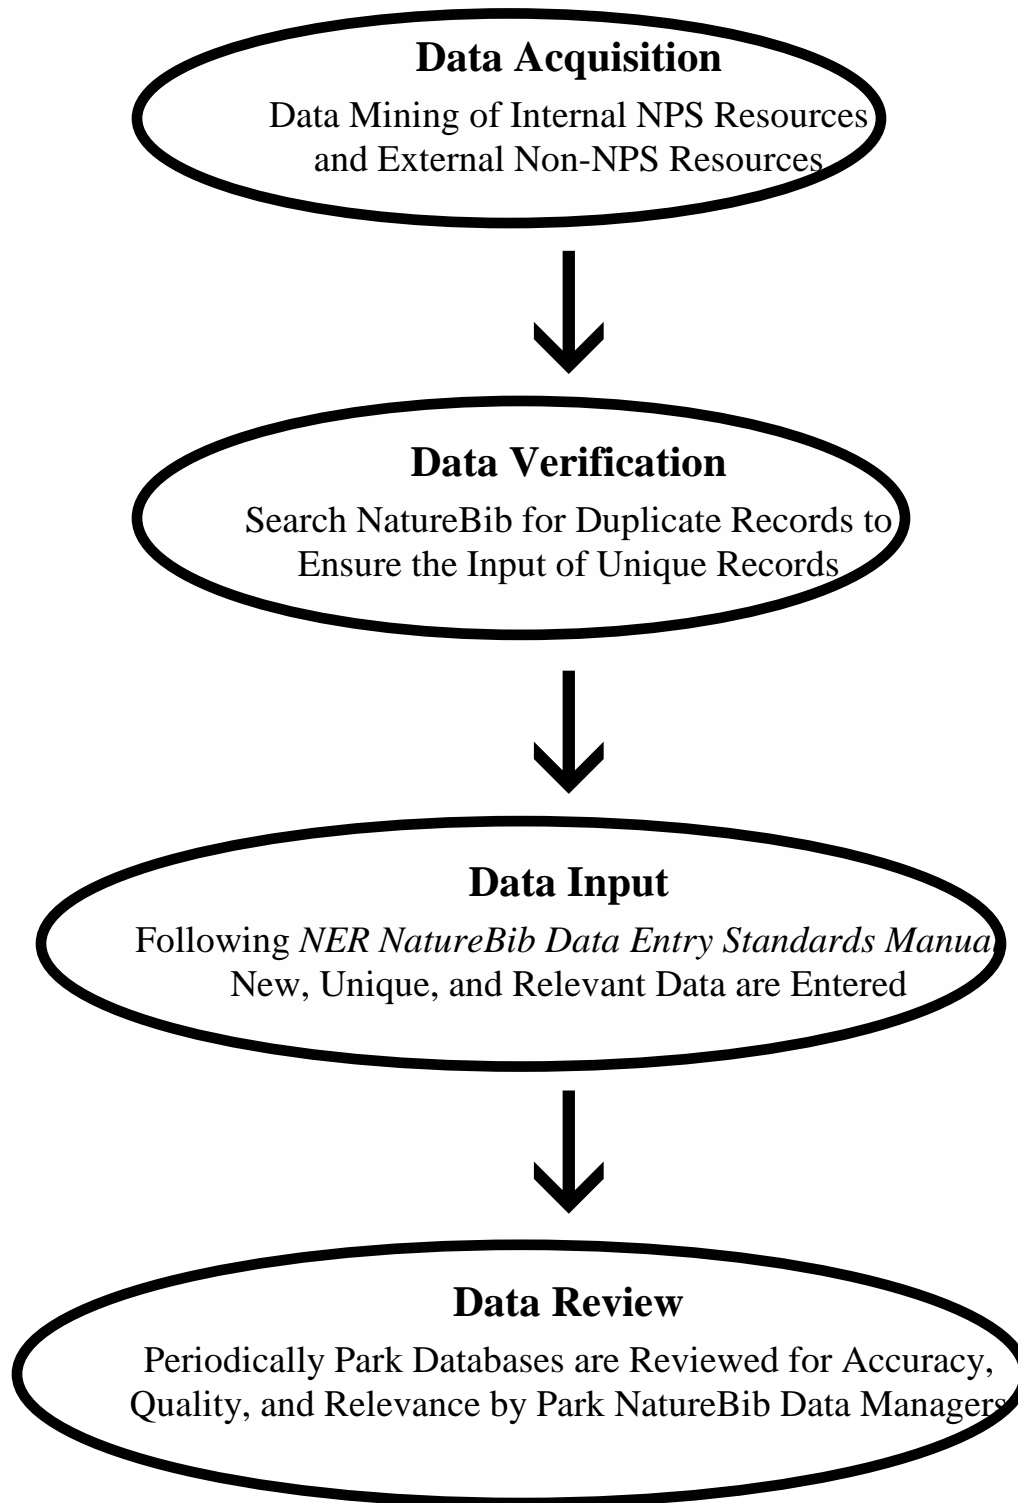 Data Acquisition
Data Mining of Internal NPS Resources
and External Non-NPS Resources
Data Verification
Search NatureBib for Duplicate Records to
Ensure the Input of Unique Records
Data Input
Following NER NatureBib Data Entry Standards Manual
New, Unique, and Relevant Data are Entered
Data Review
Periodically Park Databases are Reviewed for Accuracy,
Quality, and Relevance by Park NatureBib Data Managers